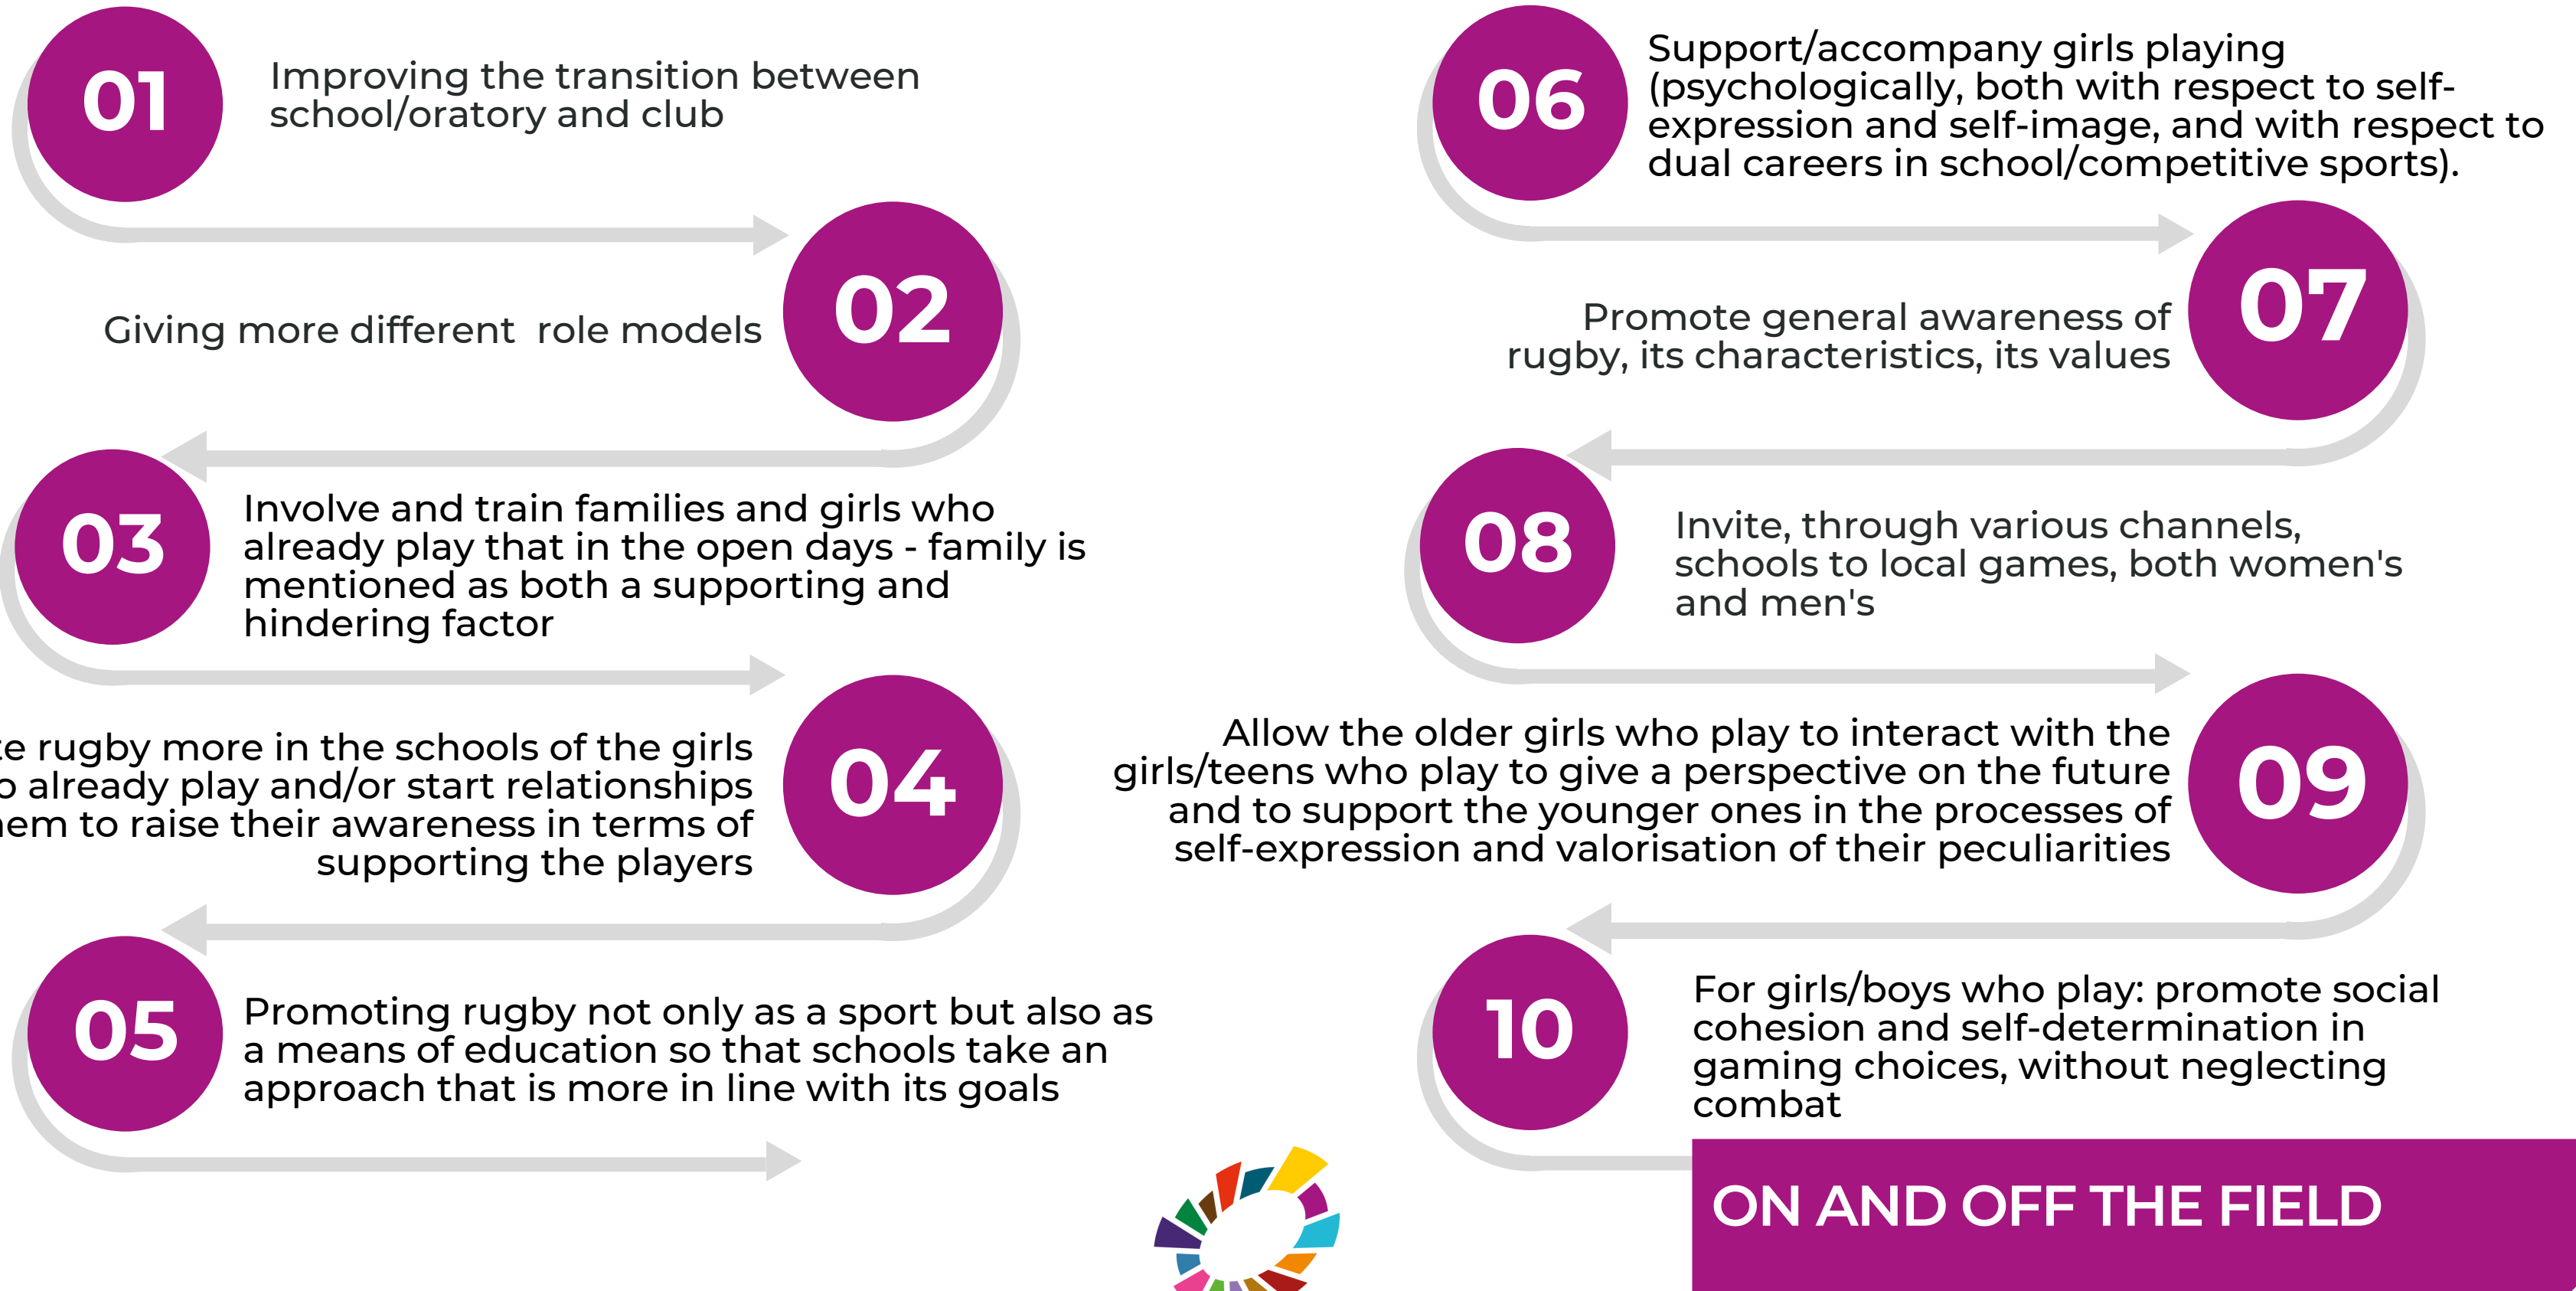 01
Improving the transition between
school/oratory and club
02
Giving more different role models
03
Involve and train families and girls who
already play that in the open days - family is
mentioned as both a supporting and
hindering factor
04
rugby more in the schools of the girls
already play and/or start relationships
to raise their awareness in terms of
supporting the players
05
Promoting rugby not only as a sport but also as
a means of education so that schools take an
approach that is more in line with its goals
06
Support/accompany girls playing
(psychologically, both with respect to self-
expression and self-image, and with respect to
dual careers in school/competitive sports).
07
Promote general awareness of
rugby, its characteristics, its values
08
Invite, through various channels,
schools to local games, both women's
and men's
09
Allow the older girls who play to interact with the
girls/teens who play to give a perspective on the future
and to support the younger ones in the processes of
self-expression and valorisation of their peculiarities
10
For girls/boys who play: promote social
cohesion and self-determination in
gaming choices, without neglecting
combat
ON AND OFF THE FIELD